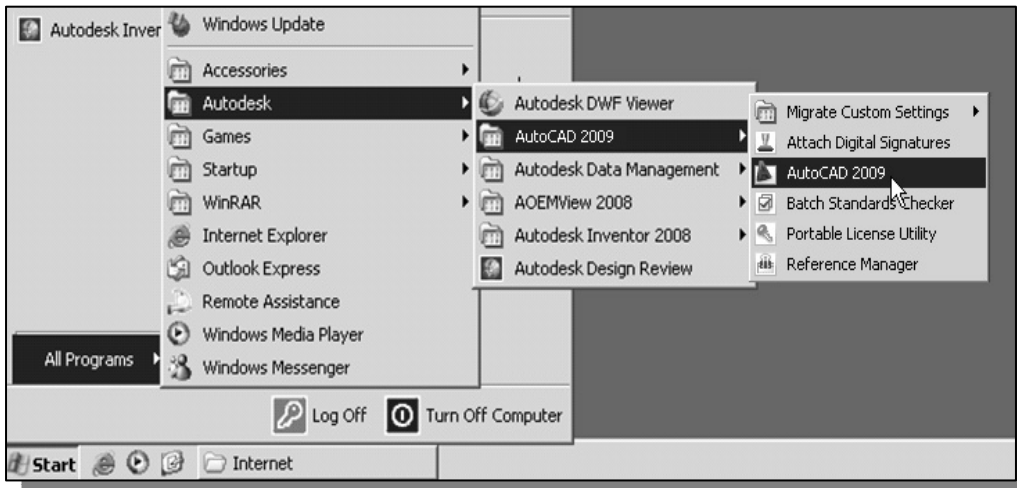 Autodesk Inver
Windows Update
Accessories
Autodesk
Games
Startup
WinRAR
Internet Explorer
Outlook Express
Remote Assistance
Windows Media Player
Windows Messenger
Autodesk DWF Viewer
AutoCAD 2009
Autodesk Data Management
AOEMView 2008
Autodesk Inventor 2008
Autodesk Design Review
Migrate Custom Settings
Attach Digital Signatures
AutoCAD 2009
Batch Standards Checker
Portable License Utility
Reference Manager
All Programs
Log Off
Turn Off Computer
Start
Internet